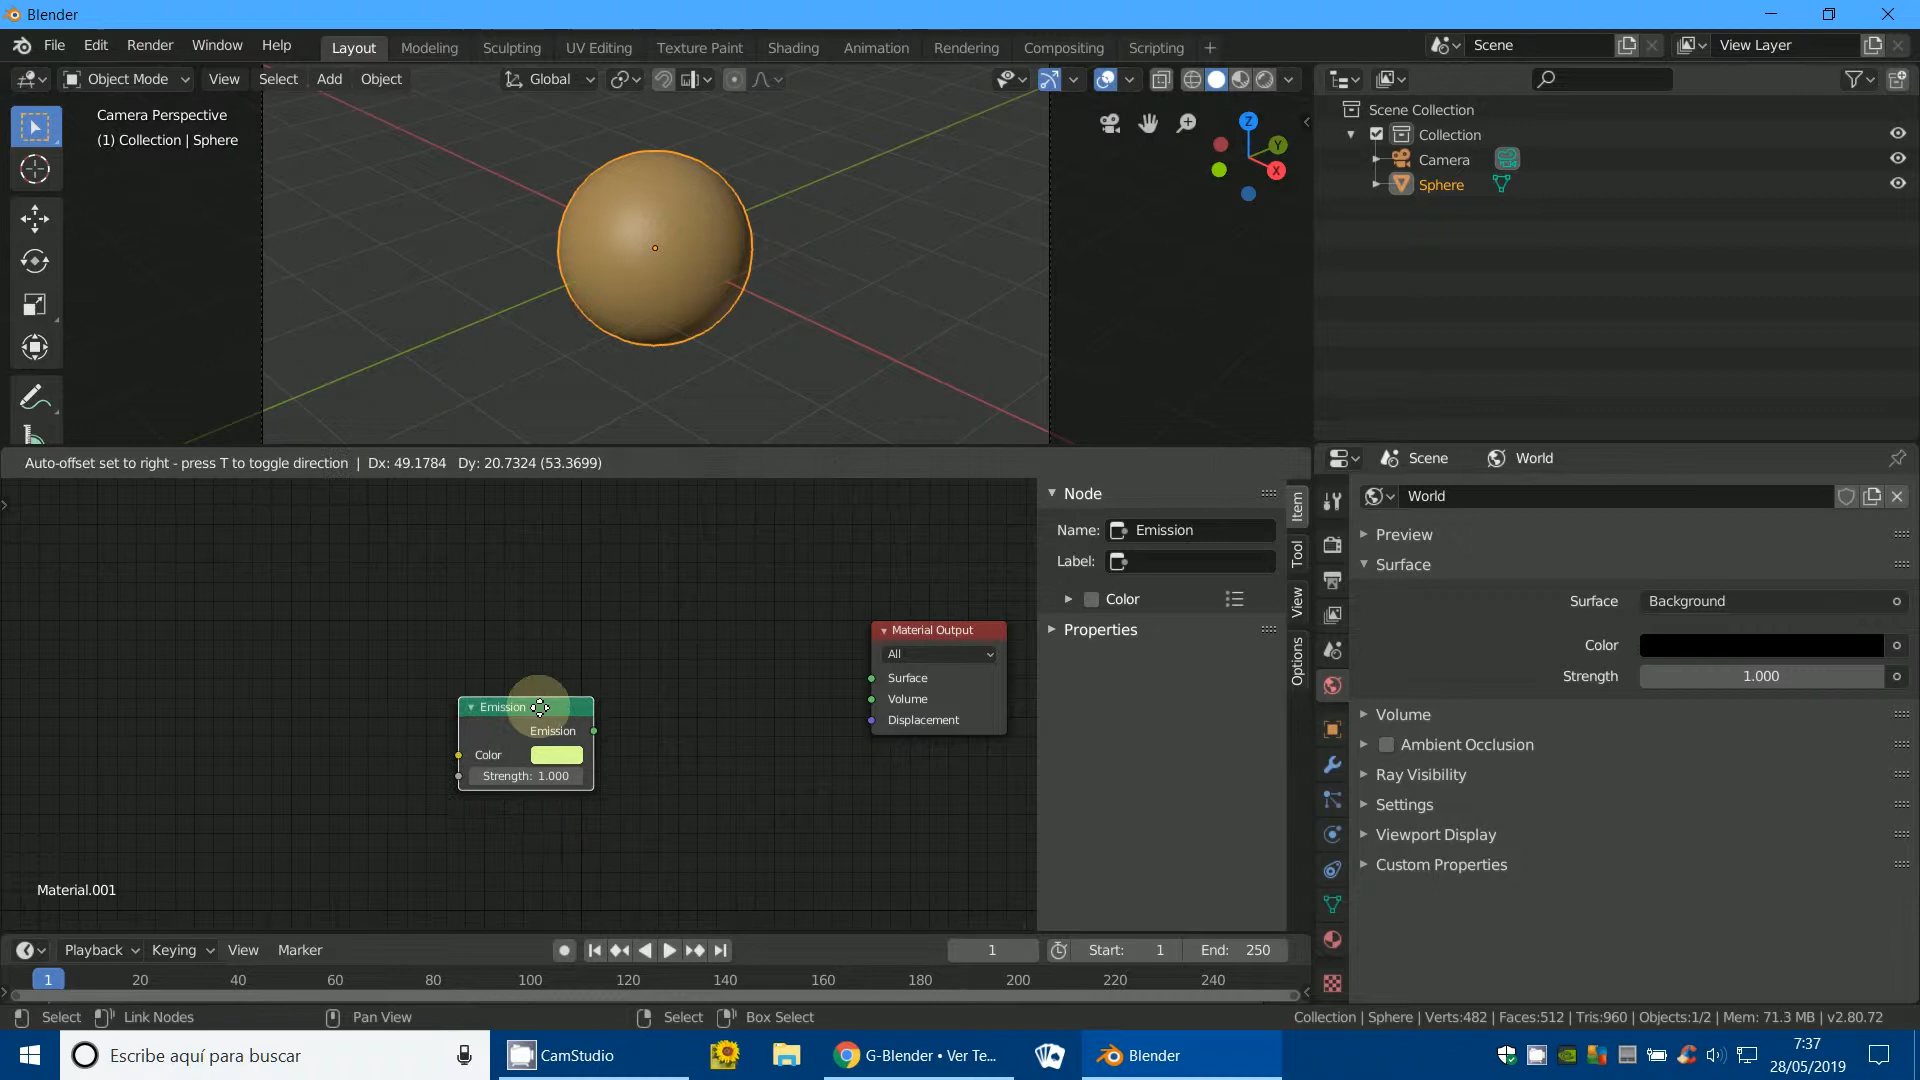 Blender
File Edit Render Window Help Layout Modeling Sculpting UV Editing Texture Paint Shading Animation Rendering Compositing Scripting + Scene View Layer
Object Mode View Select Add Object Global
Camera Perspective
(1) Collection | Sphere
Z
Y
X
Scene Collection
Collection
Camera
Sphere
Auto-offset set to right - press T to toggle direction | Dx: 49.1784 Dy: 20.7324 (53.3699)
Emission
Emission
Color
Strength: 1.000
Material Output
All
Surface
Volume
Displacement
Material.001
Node
Name: Emission
Label:
Color
Properties
Item
Tool
View
Options
Scene World
World
Preview
Surface
Surface Background
Color
Strength 1.000
Volume
Ambient Occlusion
Ray Visibility
Settings
Viewport Display
Custom Properties
Playback Keying View Marker 1 Start: 1 End: 250
1 20 40 60 80 100 120 140 160 180 200 220 240
Select Link Nodes Pan View Select Box Select Collection | Sphere | Verts:482 | Faces:512 | Tris:960 | Objects:1/2 | Mem: 71.3 MB | v2.80.72
Escribe aquí para buscar CamStudio G-Blender • Ver Te... Blender 7:37
28/05/2019